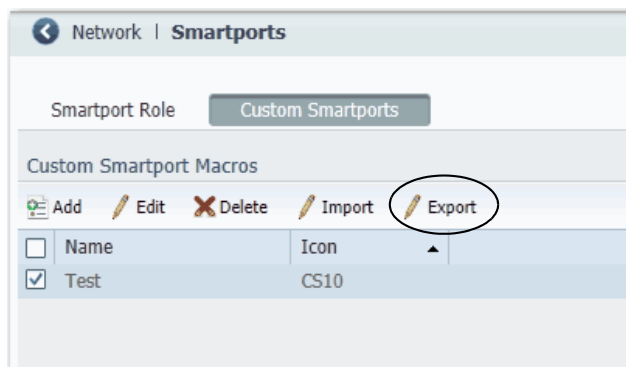 Network | Smartports
Smartport Role Custom Smartports
Custom Smartport Macros
Add Edit Delete Import Export
Name Icon
Test CS10